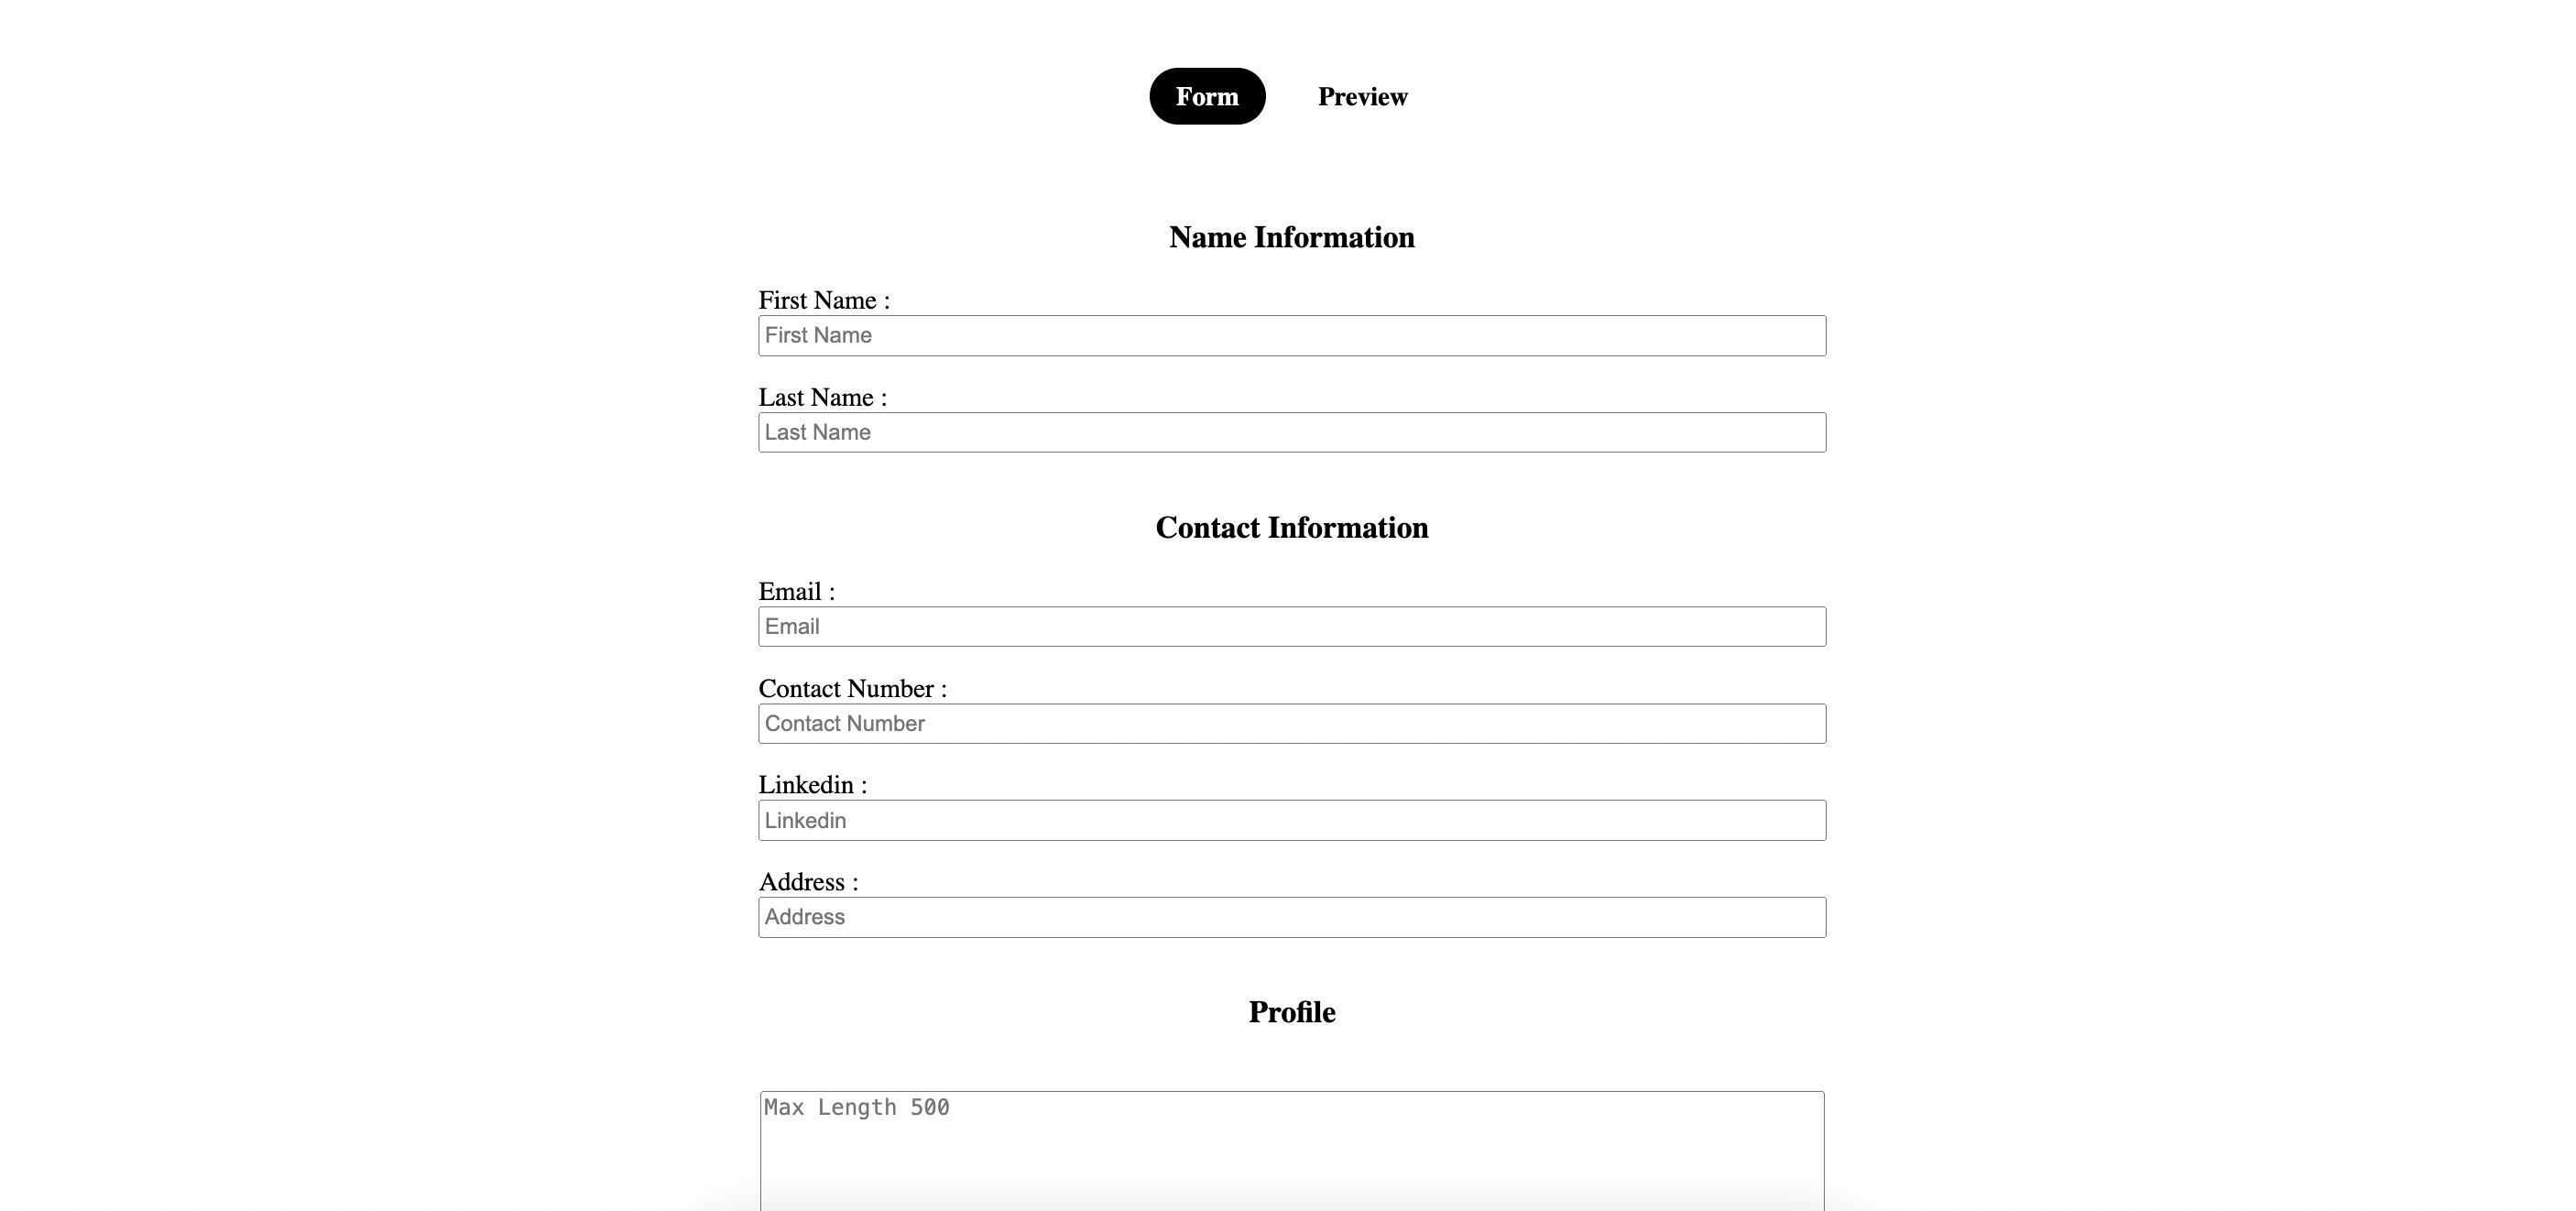 Form Preview
Name Information
First Name :
First Name
Last Name :
Last Name
Contact Information
Email :
Email
Contact Number :
Contact Number
Linkedin :
Linkedin
Address :
Address
Profile
Max Length 500